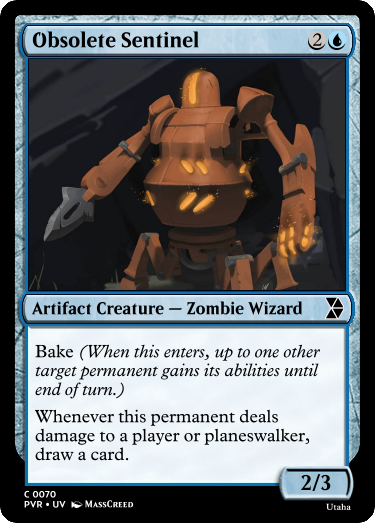 Obsolete Sentinel 2
Artifact Creature — Zombie Wizard
Bake (When this enters, up to one other
target permanent gains its abilities until
end of turn.)
Whenever this permanent deals
damage to a player or planeswalker,
draw a card.
2/3
C 0070
PVR • UV MassCreed
Utaha